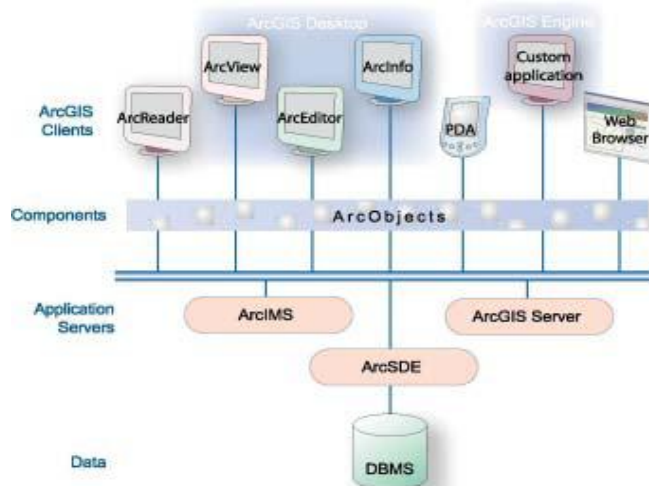 ArcGIS Desktop
ArcGIS Engine
ArcView
ArcInfo
Custom
application
ArcGIS
Clients
ArcReader
ArcEditor
PDA
Web
Browser
Components
ArcObjects
Application
Servers
ArcIMS
ArcGIS Server
ArcSDE
Data
DBMS